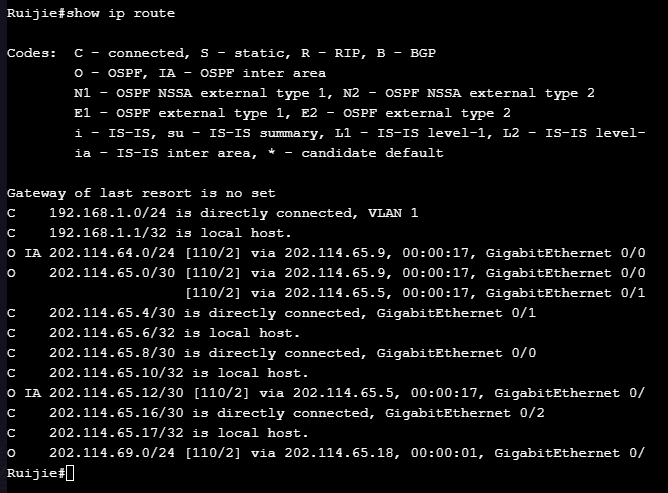 Ruijie#show ip route
Codes:  C - connected, S - static, R - RIP, B - BGP
        O - OSPF, IA - OSPF inter area
        N1 - OSPF NSSA external type 1, N2 - OSPF NSSA external type 2
        E1 - OSPF external type 1, E2 - OSPF external type 2
        i - IS-IS, su - IS-IS summary, L1 - IS-IS level-1, L2 - IS-IS level-
        ia - IS-IS inter area, * - candidate default
Gateway of last resort is no set
C    192.168.1.0/24 is directly connected, VLAN 1
C    192.168.1.1/32 is local host.
O IA 202.114.64.0/24 [110/2] via 202.114.65.9, 00:00:17, GigabitEthernet 0/0
O    202.114.65.0/30 [110/2] via 202.114.65.9, 00:00:17, GigabitEthernet 0/0
                     [110/2] via 202.114.65.5, 00:00:17, GigabitEthernet 0/1
C    202.114.65.4/30 is directly connected, GigabitEthernet 0/1
C    202.114.65.6/32 is local host.
C    202.114.65.8/30 is directly connected, GigabitEthernet 0/0
C    202.114.65.10/32 is local host.
O IA 202.114.65.12/30 [110/2] via 202.114.65.5, 00:00:17, GigabitEthernet 0/
C    202.114.65.16/30 is directly connected, GigabitEthernet 0/2
C    202.114.65.17/32 is local host.
O    202.114.69.0/24 [110/2] via 202.114.65.18, 00:00:01, GigabitEthernet 0/
Ruijie#